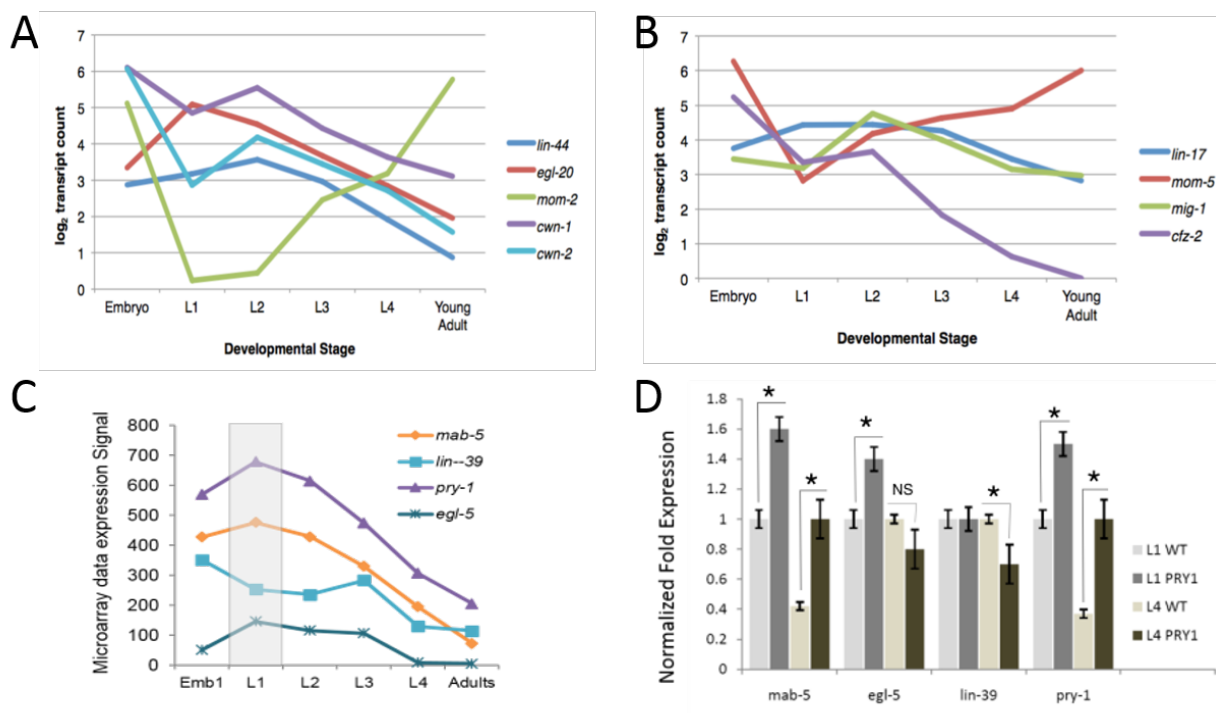 A
7
6
5
4
3
2
1
0
log2 transcript count
Embryo L1 L2 L3 L4 Young Adult
Developmental Stage
lin-44
egl-20
mom-2
cwn-1
cwn-2
B
7
6
5
4
3
2
1
0
log2 transcript count
Embryo L1 L2 L3 L4 Young Adult
Developmental Stage
lin-17
mom-5
mig-1
cfz-2
C
Microarray data expression Signal
800
700
600
500
400
300
200
100
0
Emb1 L1 L2 L3 L4 Adults
mab-5
lin--39
pry-1
egl-5
D
Normalized Fold Expression
1.6
1.4
1.2
1
0.8
0.6
0.4
0.2
0
* * * NS * * *
mab-5 egl-5 lin-39 pry-1
L1 WT
L1 PRY1
L4 WT
L4 PRY1